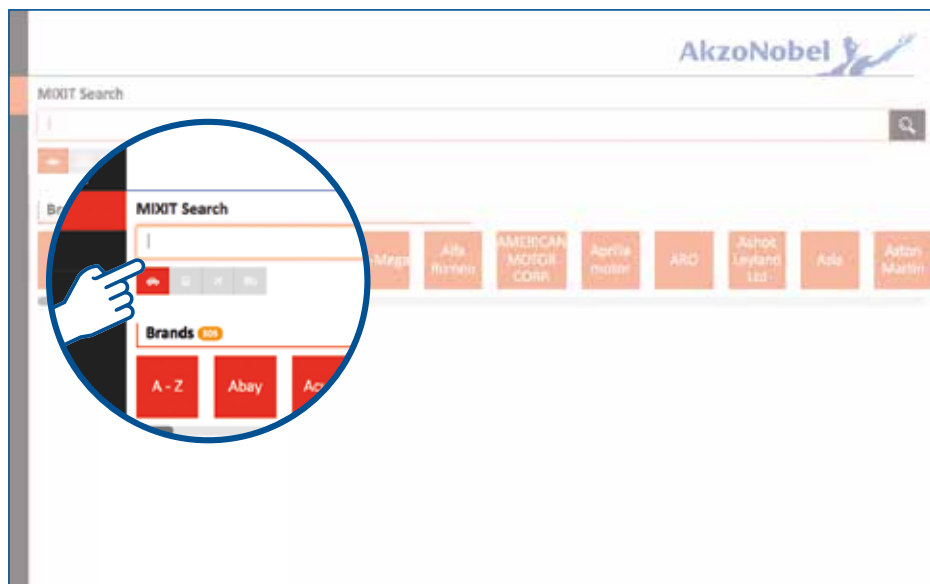 AkzoNobel
MIXIT Search
MIXIT Search
Brands 305
A - Z
Abay
Alfa
Romeo
AMERICAN
MOTOR
CORP.
Aprilia
motor
ARO
Ashok
Leyland
Ltd
Asia
Aston
Martin